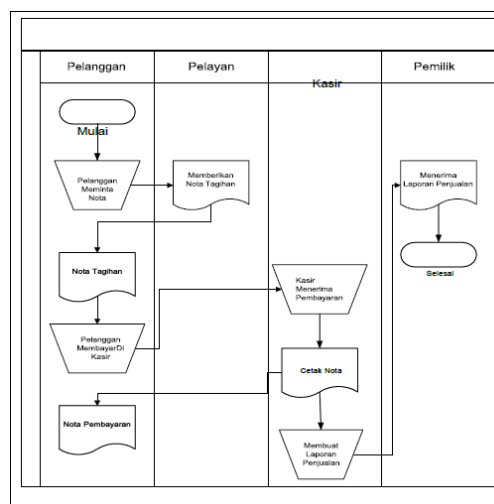 Pelanggan
Pelayan
Kasir
Pemilik
Mulai
Pelanggan
Meminta
Nota
Memberikan
Nota Tagihan
Menerima
Laporan Penjualan
Nota Tagihan
Kasir
Menerima
Pembayaran
Selesai
Pelanggan
MembayarDi
Kasir
Cetak Nota
Nota Pembayaran
Membuat
Laporan
Penjualan